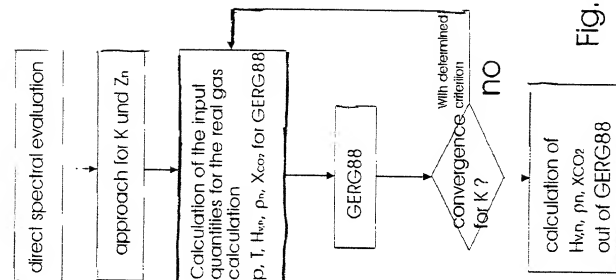 direct spectral evaluation
approach for K und Zn
Calculation of the input
quantities for the real gas
calculation
p, T, Hv,n, ρn, XCO2 for GERG88
GERG88
With determined
criterion
convergence
for K ?
no
calculation of
Hv,n, ρn, XCO2
out of GERG88
Fig.